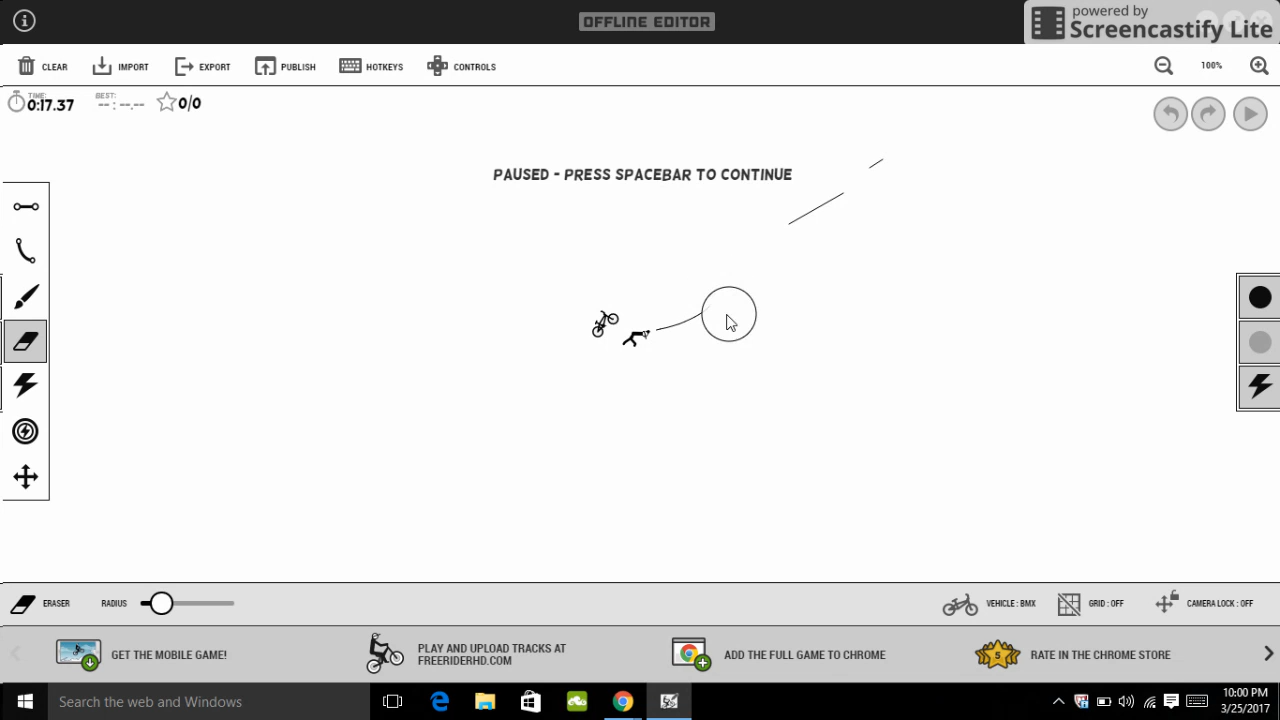 OFFLINE EDITOR
powered by
Screencastify Lite
CLEAR IMPORT EXPORT PUBLISH HOTKEYS CONTROLS 100%
TIME: 0:17.37 BEST: -- : --.-- 0/0
PAUSED - PRESS SPACEBAR TO CONTINUE
ERASER RADIUS VEHICLE : BMX GRID : OFF CAMERA LOCK : OFF
GET THE MOBILE GAME! PLAY AND UPLOAD TRACKS AT
FREERIDERHD.COM
ADD THE FULL GAME TO CHROME 5 RATE IN THE CHROME STORE
Search the web and Windows 10:00 PM
3/25/2017